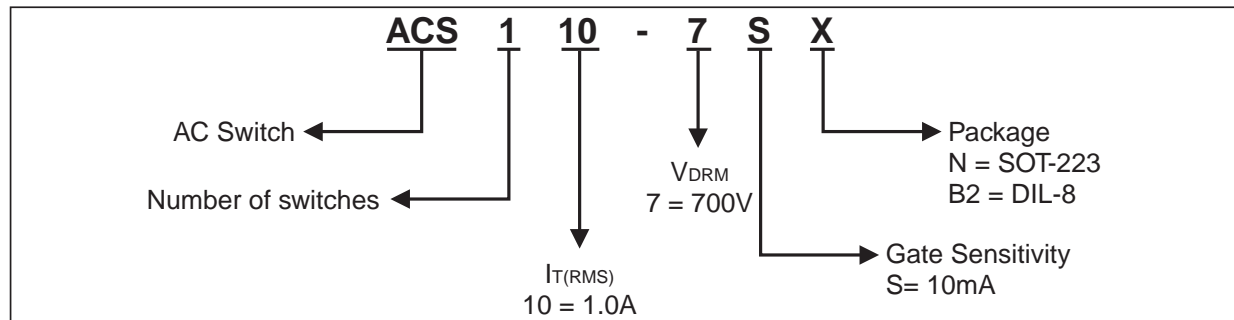 ACS 1 10 - 7 S X
AC Switch
Number of switches
IT(RMS)
10 = 1.0A
VDRM
7 = 700V
Package
N = SOT-223
B2 = DIL-8
Gate Sensitivity
S= 10mA